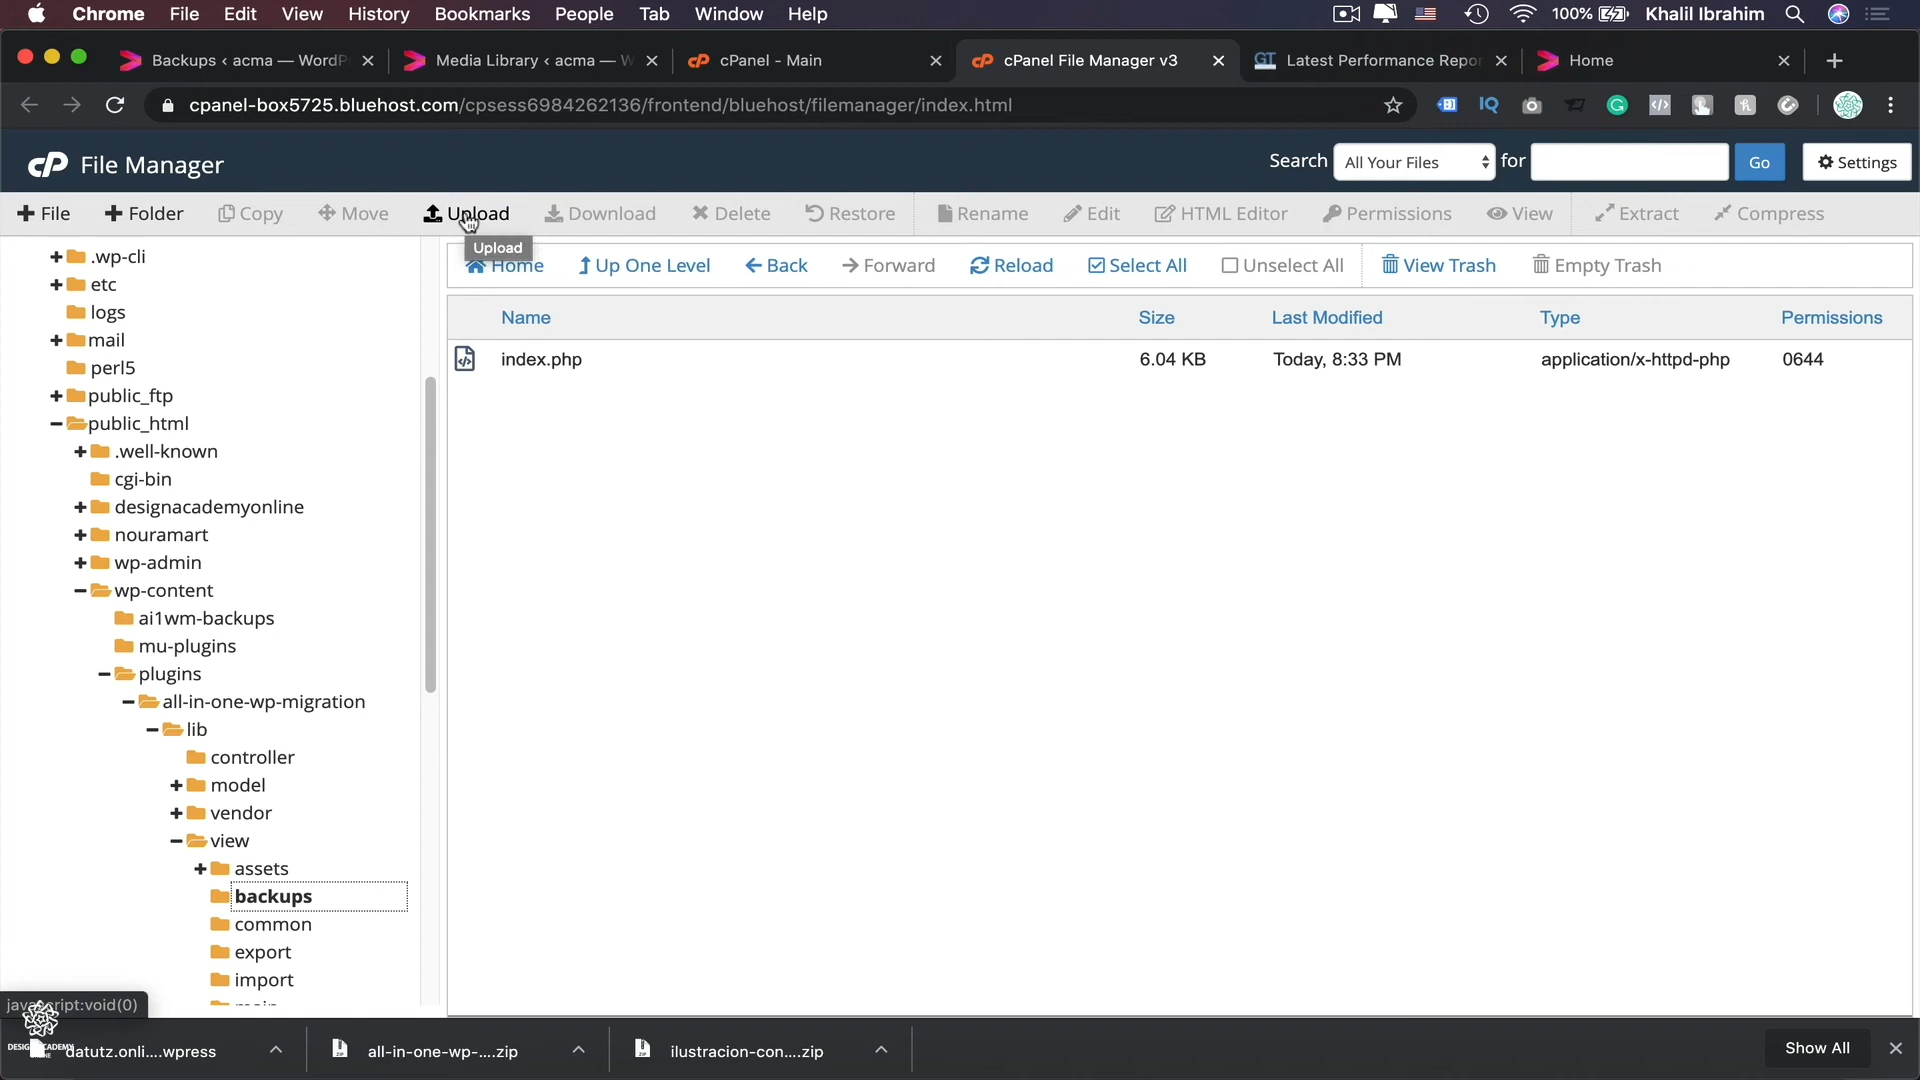 Chrome File Edit View History Bookmarks People Tab Window Help 100% Khalil Ibrahim
Backups ‹ acma — WordP
Media Library ‹ acma — W
cPanel - Main
cPanel File Manager v3
GT Latest Performance Repor
Home
cpanel-box5725.bluehost.com/cpsess6984262136/frontend/bluehost/filemanager/index.html
cP File Manager
Search All Your Files for Go Settings
File Folder Copy Move Upload Download Delete Restore Rename Edit HTML Editor Permissions View Extract Compress
Upload
Home Up One Level Back Forward Reload Select All Unselect All View Trash Empty Trash
Name Size Last Modified Type Permissions
index.php 6.04 KB Today, 8:33 PM application/x-httpd-php 0644
.wp-cli
etc
logs
mail
perl5
public_ftp
public_html
.well-known
cgi-bin
designacademyonline
nouramart
wp-admin
wp-content
ai1wm-backups
mu-plugins
plugins
all-in-one-wp-migration
lib
controller
model
vendor
view
assets
backups
common
export
import
datutz.onli....wpress
all-in-one-wp-....zip
ilustracion-con....zip
Show All